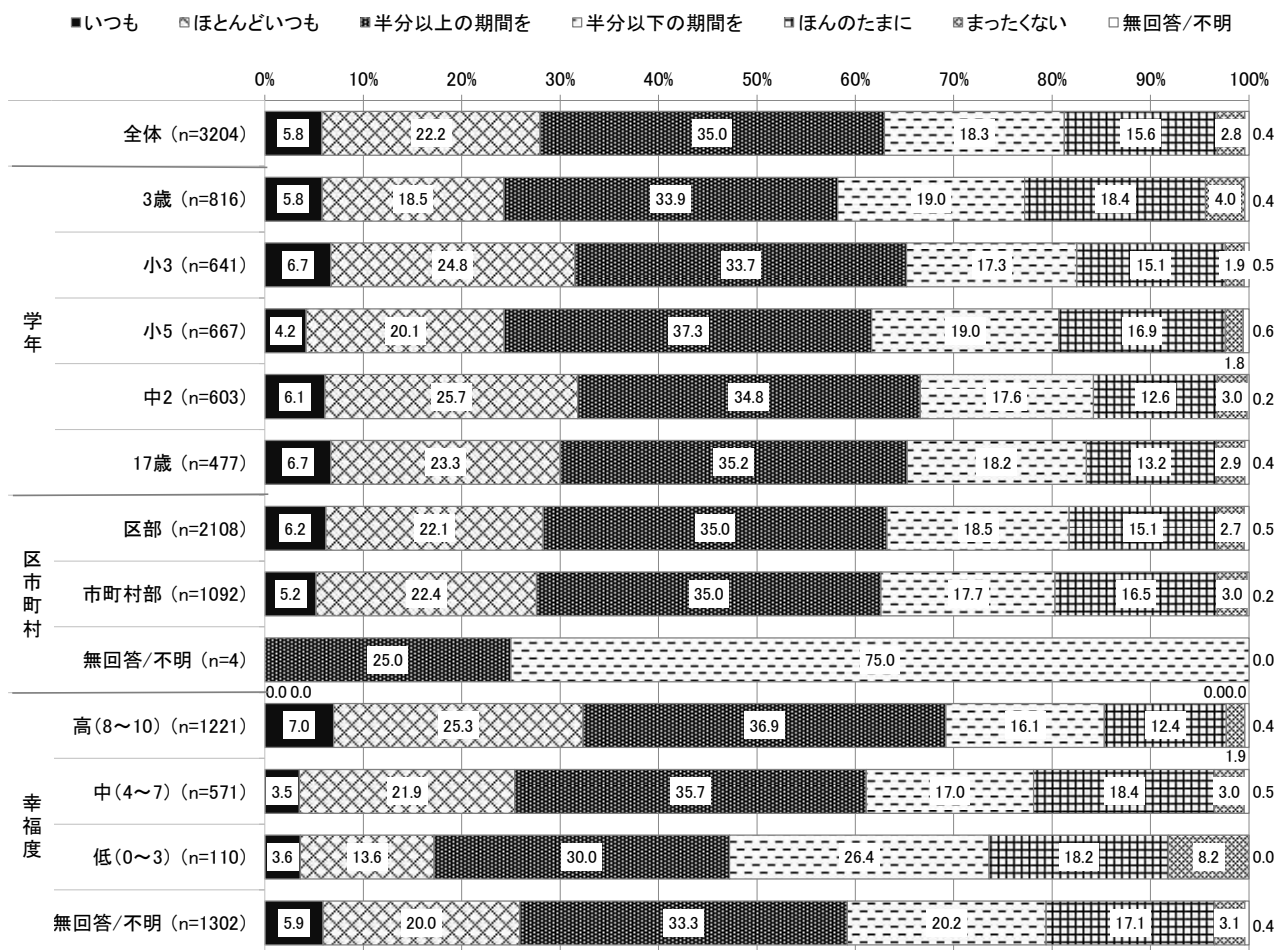 ■いつも ほとんどいつも 半分以上の期間を 半分以下の期間を ほんのたまに まったくない □無回答/不明
0% 10% 20% 30% 40% 50% 60% 70% 80% 90% 100%
全体 (n=3204) 5.8 22.2 35.0 18.3 15.6 2.8 0.4
学年
3歳 (n=816) 5.8 18.5 33.9 19.0 18.4 4.0 0.4
小3 (n=641) 6.7 24.8 33.7 17.3 15.1 1.9 0.5
小5 (n=667) 4.2 20.1 37.3 19.0 16.9 0.6
1.8
中2 (n=603) 6.1 25.7 34.8 17.6 12.6 3.0 0.2
17歳 (n=477) 6.7 23.3 35.2 18.2 13.2 2.9 0.4
区市町村
区部 (n=2108) 6.2 22.1 35.0 18.5 15.1 2.7 0.5
市町村部 (n=1092) 5.2 22.4 35.0 17.7 16.5 3.0 0.2
無回答/不明 (n=4) 25.0 75.0 0.0
0.0 0.0 0.0 0.0
幸福度
高(8～10) (n=1221) 7.0 25.3 36.9 16.1 12.4 0.4
1.9
中(4～7) (n=571) 3.5 21.9 35.7 17.0 18.4 3.0 0.5
低(0～3) (n=110) 3.6 13.6 30.0 26.4 18.2 8.2 0.0
無回答/不明 (n=1302) 5.9 20.0 33.3 20.2 17.1 3.1 0.4